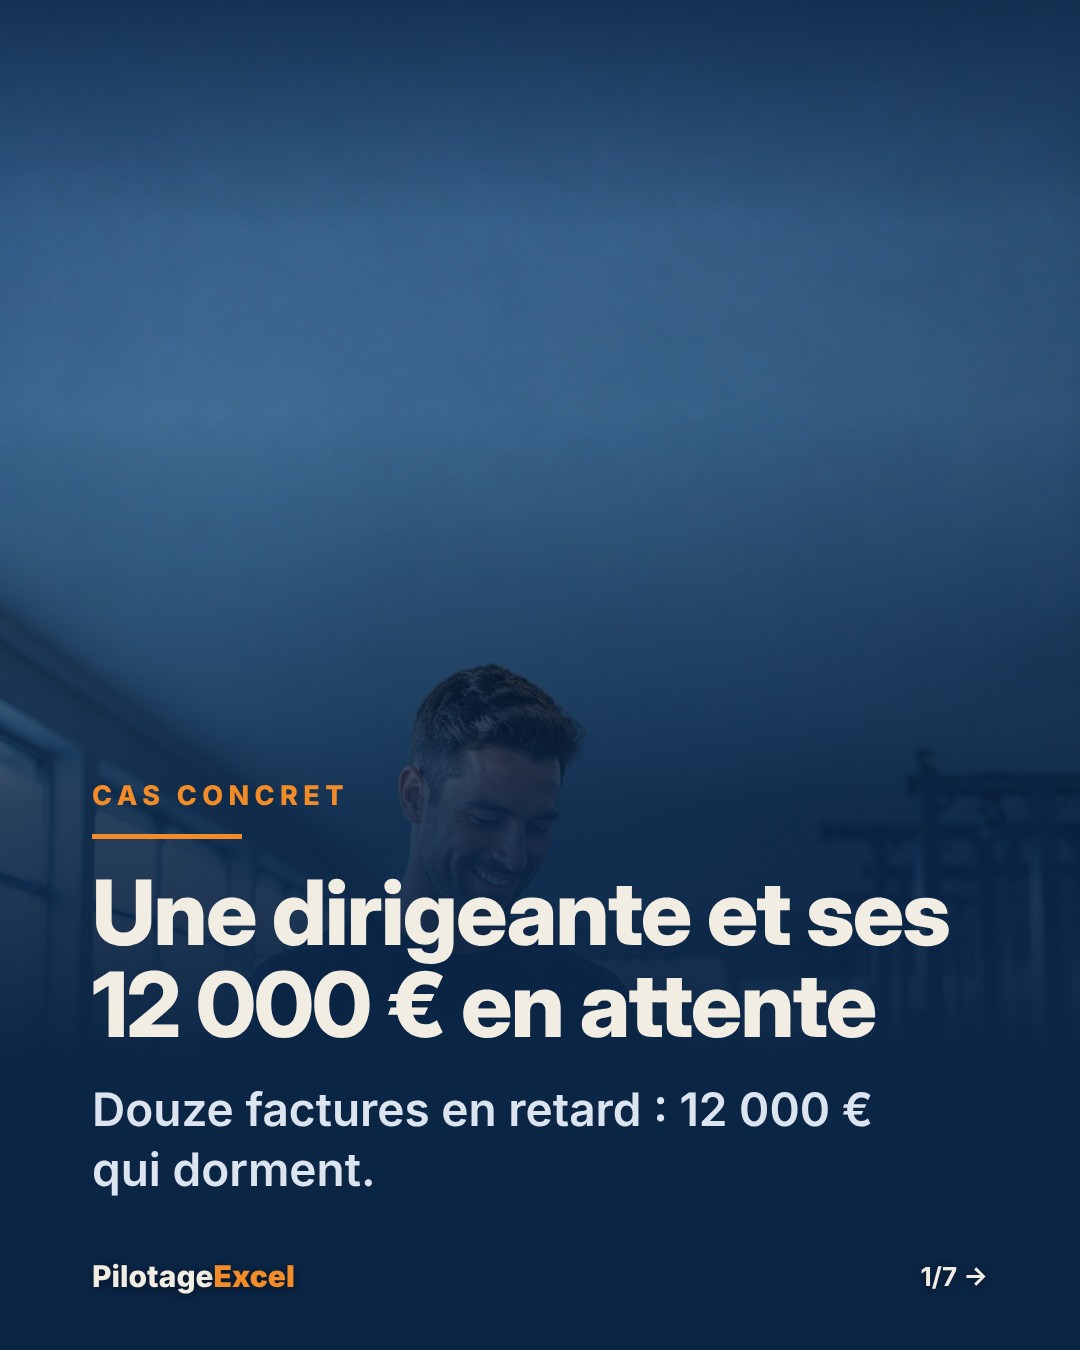 CAS CONCRET
Une dirigeante et ses
12 000 € en attente
Douze factures en retard : 12 000 €
qui dorment.
PilotageExcel
1/7 →